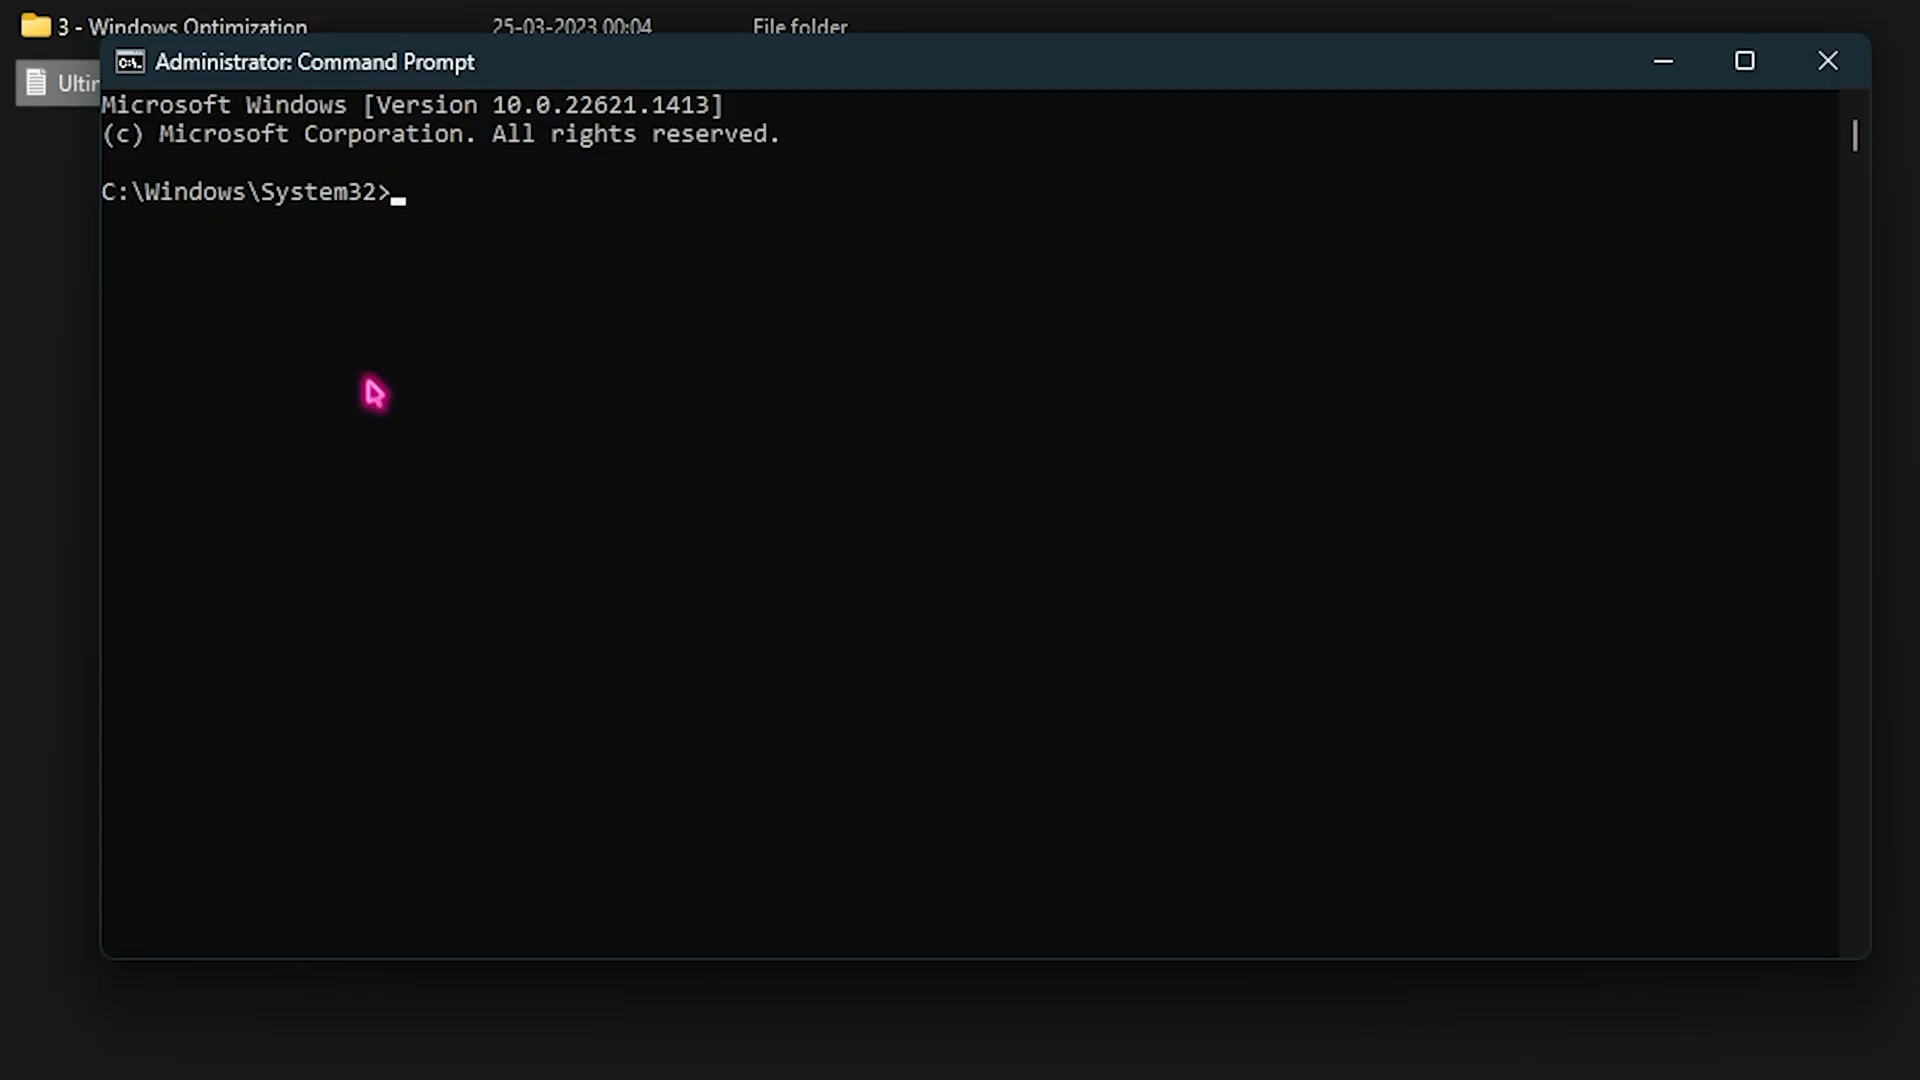 3 - Windows Optimization 25-03-2023 00:04 File folder
Administrator: Command Prompt
Microsoft Windows [Version 10.0.22621.1413]
(c) Microsoft Corporation. All rights reserved.
C:\Windows\System32>